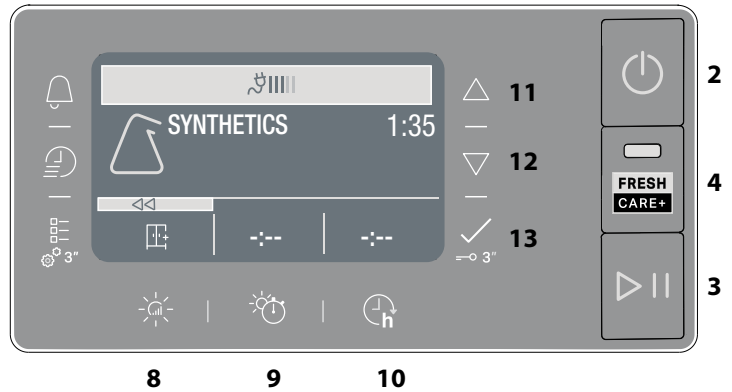 11
2
SYNTHETICS 1:35
12
FRESH
CARE+
4
-:-- -:--
13
3" 3"
3
h
8 9 10